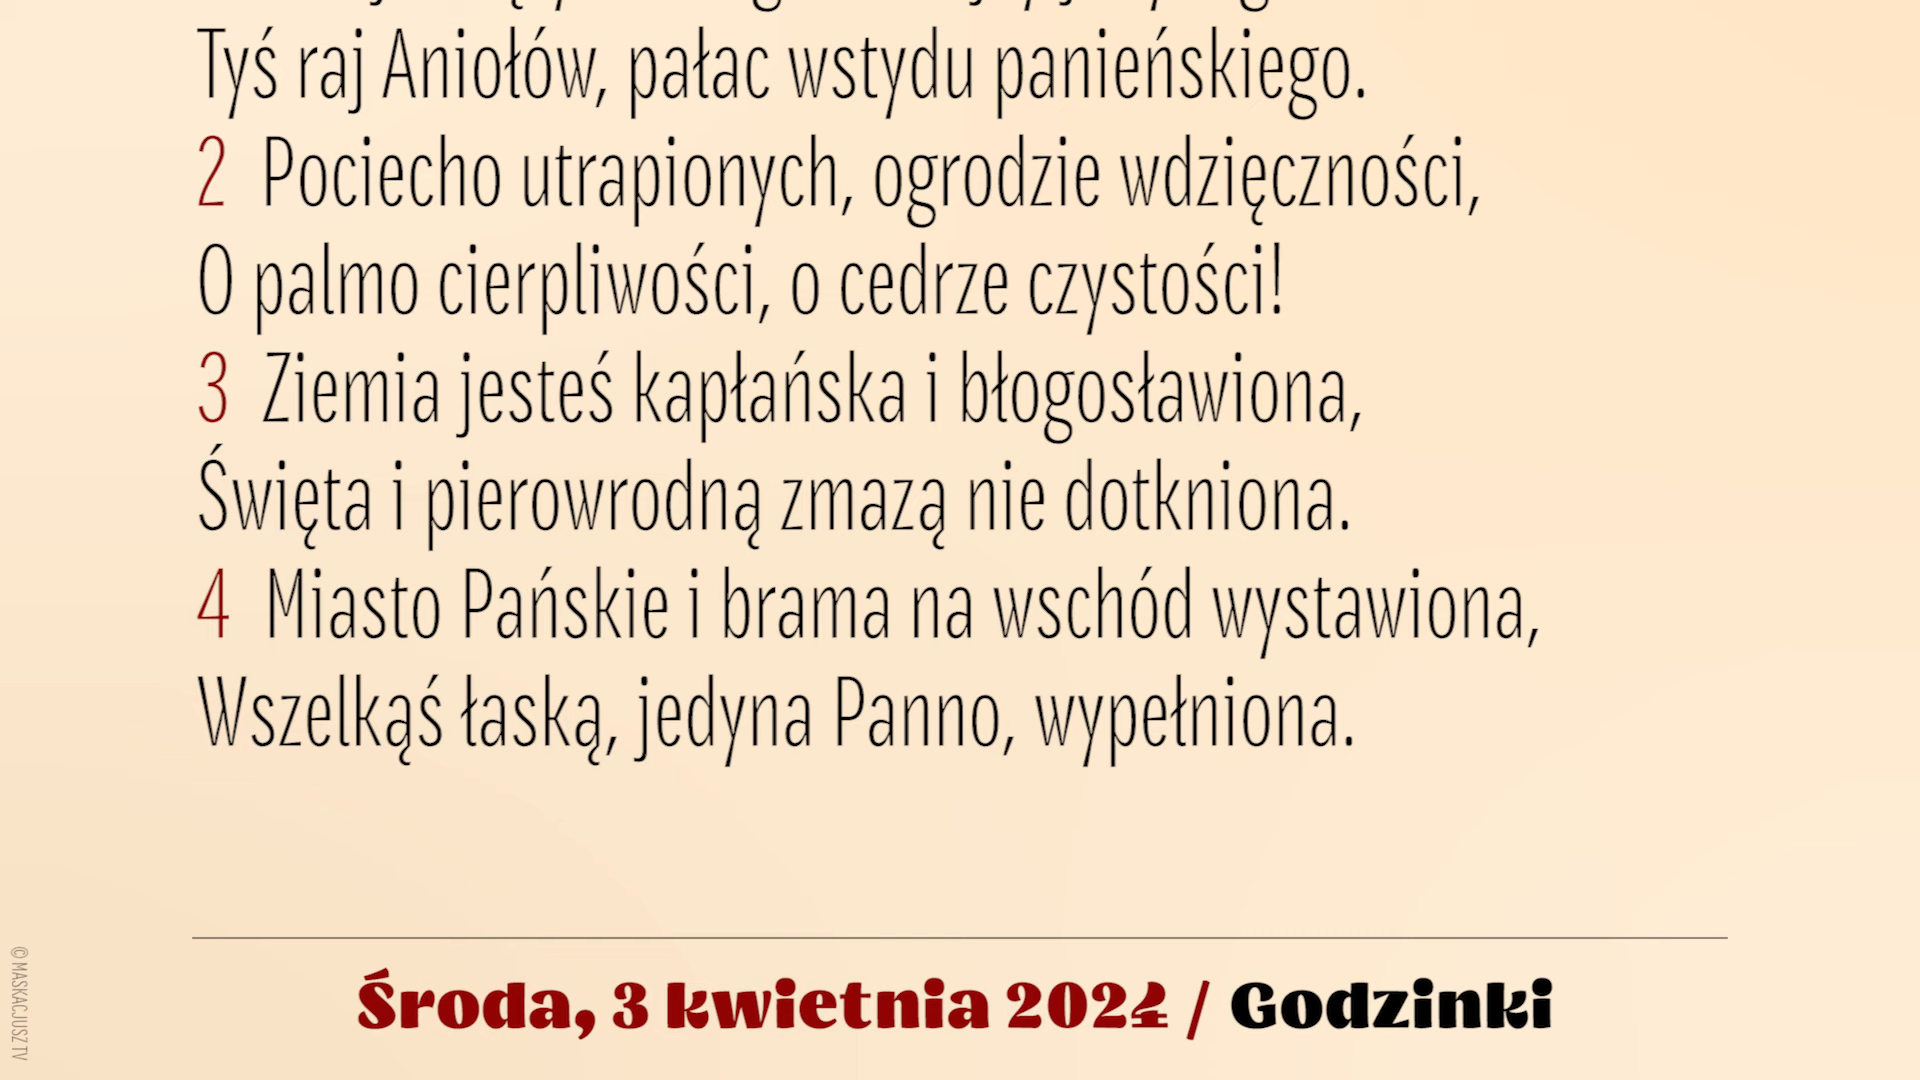 Tyś raj Aniołów, pałac wstydu panieńskiego.
2 Pociecho utrapionych, ogrodzie wdzięczności,
O palmo cierpliwości, o cedrze czystości!
3 Ziemia jesteś kapłańska i błogosławiona,
Święta i pierowrodną zmazą nie dotkniona.
4 Miasto Pańskie i brama na wschód wystawiona,
Wszelkąś łaską, jedyna Panno, wypełniona.
Środa, 3 kwietnia 2024 / Godzinki
© MASKACJUSZ TV